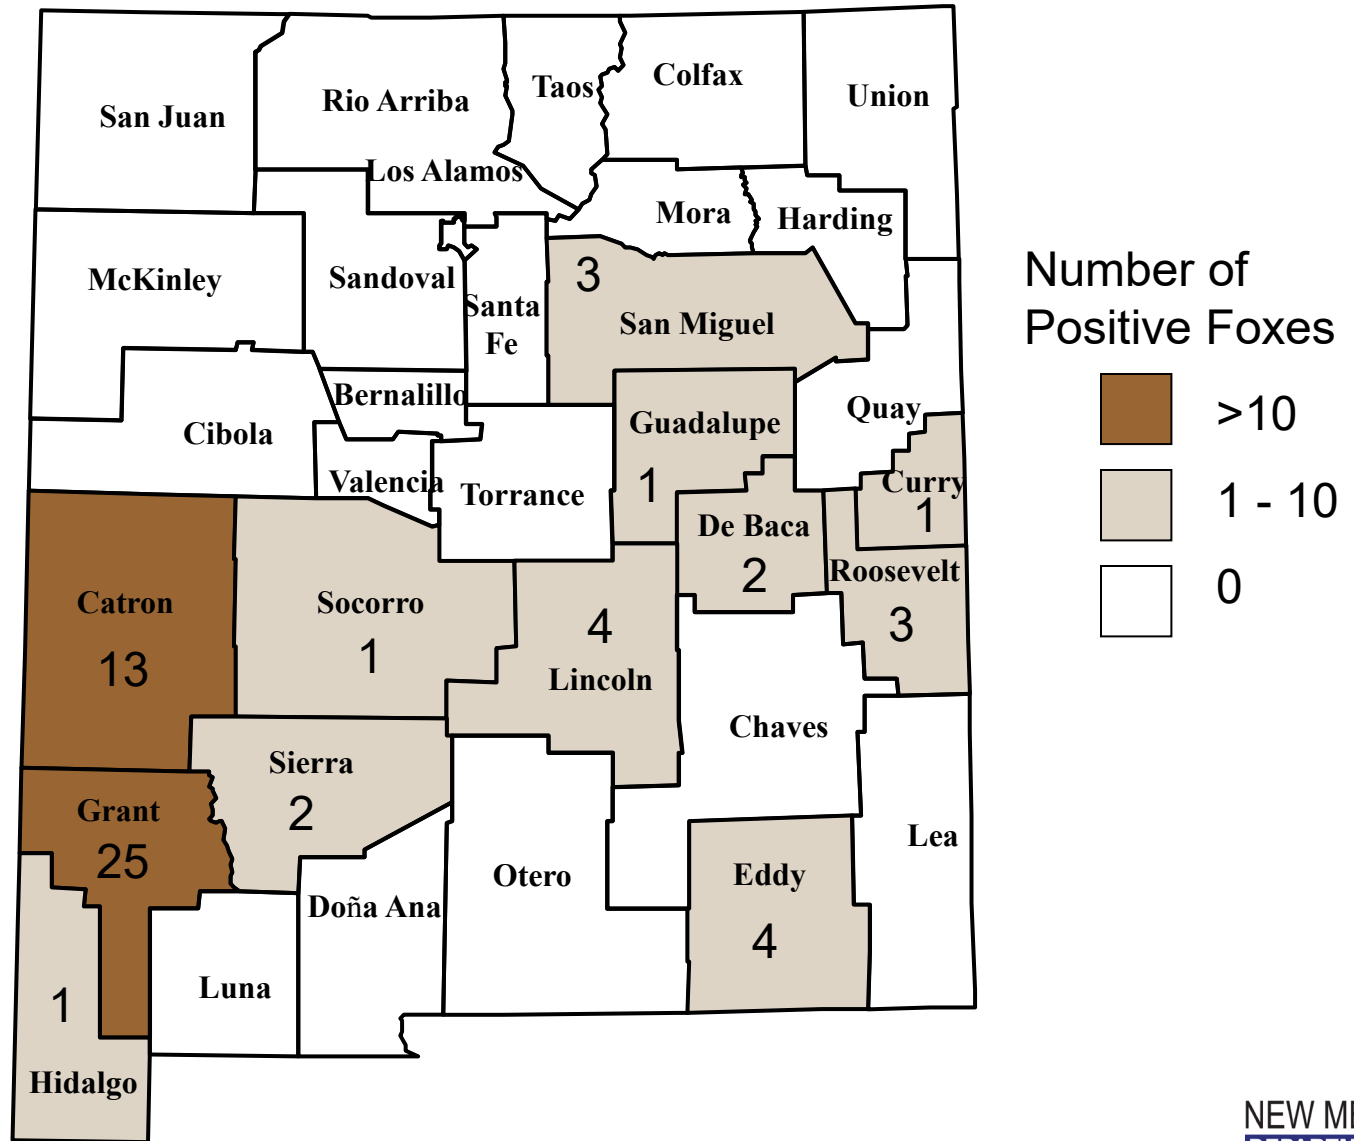 San Juan
Rio Arriba
Taos
Colfax
Union
Los Alamos
Mora
Harding
McKinley
Sandoval
Santa
Fe
3
San Miguel
Bernalillo
Cibola
Valencia
Torrance
Guadalupe
1
Quay
Curry
1
De Baca
2
Roosevelt
3
Catron
13
Socorro
1
4
Lincoln
Chaves
Sierra
2
Grant
25
Otero
Eddy
4
Lea
Doña Ana
Luna
1
Hidalgo
Number of
Positive Foxes
>10
1 - 10
0
NEW